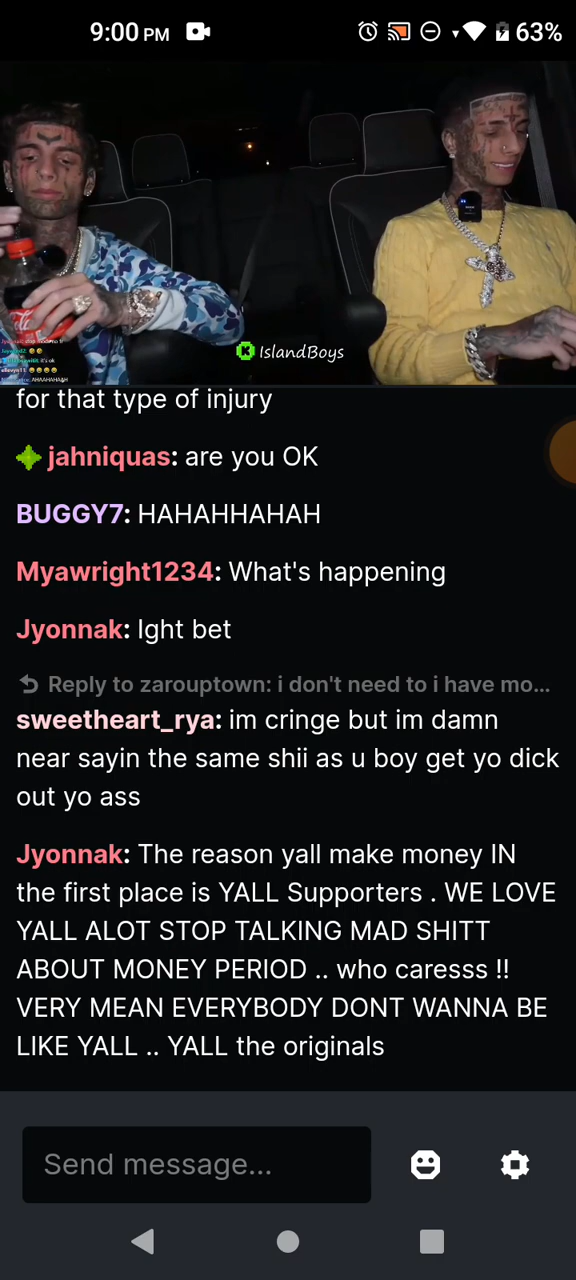 9:00 PM
63%
IslandBoys
for that type of injury
jahniquas: are you OK
BUGGY7: HAHAHHAHAH
Myawright1234: What's happening
Jyonnak: Ight bet
Reply to zarouptown: i don't need to i have mo...
sweetheart_rya: im cringe but im damn
near sayin the same shii as u boy get yo dick
out yo ass
Jyonnak: The reason yall make money IN
the first place is YALL Supporters . WE LOVE
YALL ALOT STOP TALKING MAD SHITT
ABOUT MONEY PERIOD .. who caresss !!
VERY MEAN EVERYBODY DONT WANNA BE
LIKE YALL .. YALL the originals
Send message...